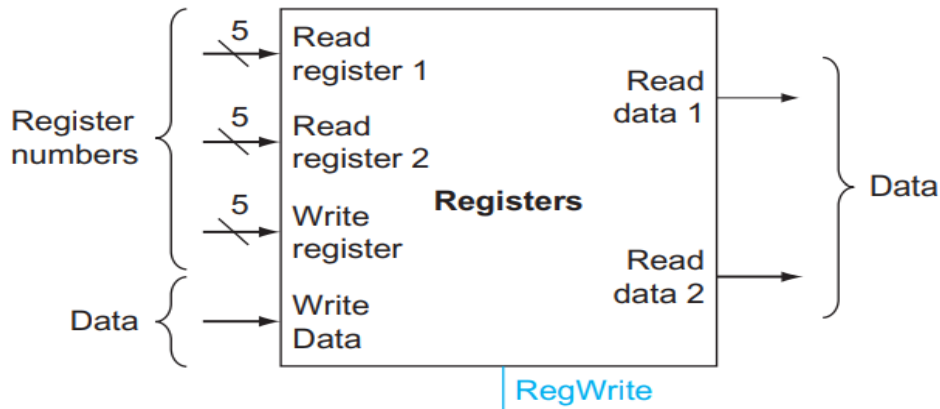 Register
numbers
Data
5
5
5
Read
register 1
Read
register 2
Write
register
Write
Data
Registers
Read
data 1
Read
data 2
Data
RegWrite